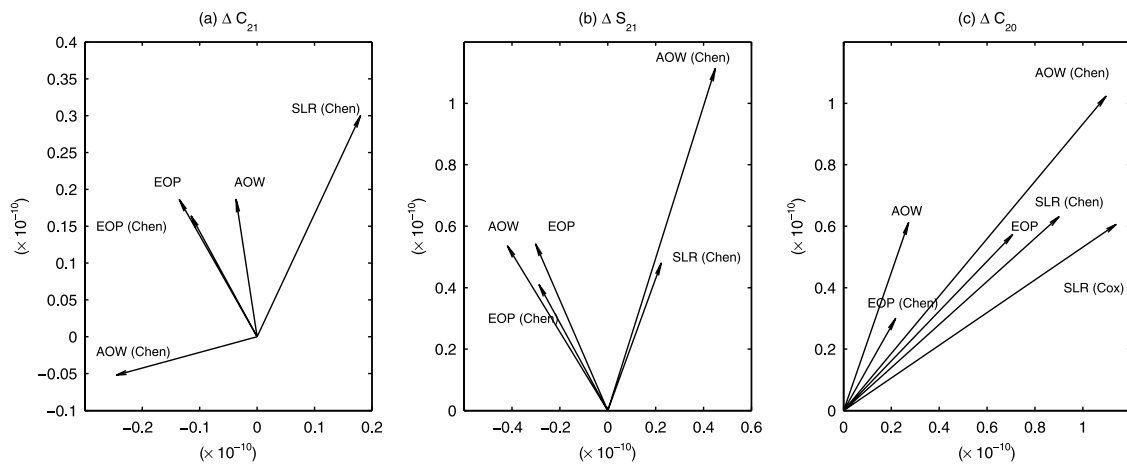 (a) Δ C21
0.4
0.35
0.3
0.25
0.2
0.15
0.1
0.05
0
−0.05
−0.1
(× 10−10)
SLR (Chen)
EOP
AOW
EOP (Chen)
AOW (Chen)
−0.2
−0.1
0
0.1
0.2
(× 10−10)
(b) Δ S21
1
0.8
0.6
0.4
0.2
0
AOW (Chen)
AOW
EOP
SLR (Chen)
EOP (Chen)
−0.4
−0.2
0
0.2
0.4
0.6
(× 10−10)
(c) Δ C20
1
0.8
0.6
0.4
0.2
0
(× 10−10)
AOW (Chen)
AOW
SLR (Chen)
EOP
EOP (Chen)
SLR (Cox)
0
0.2
0.4
0.6
0.8
1
(× 10−10)